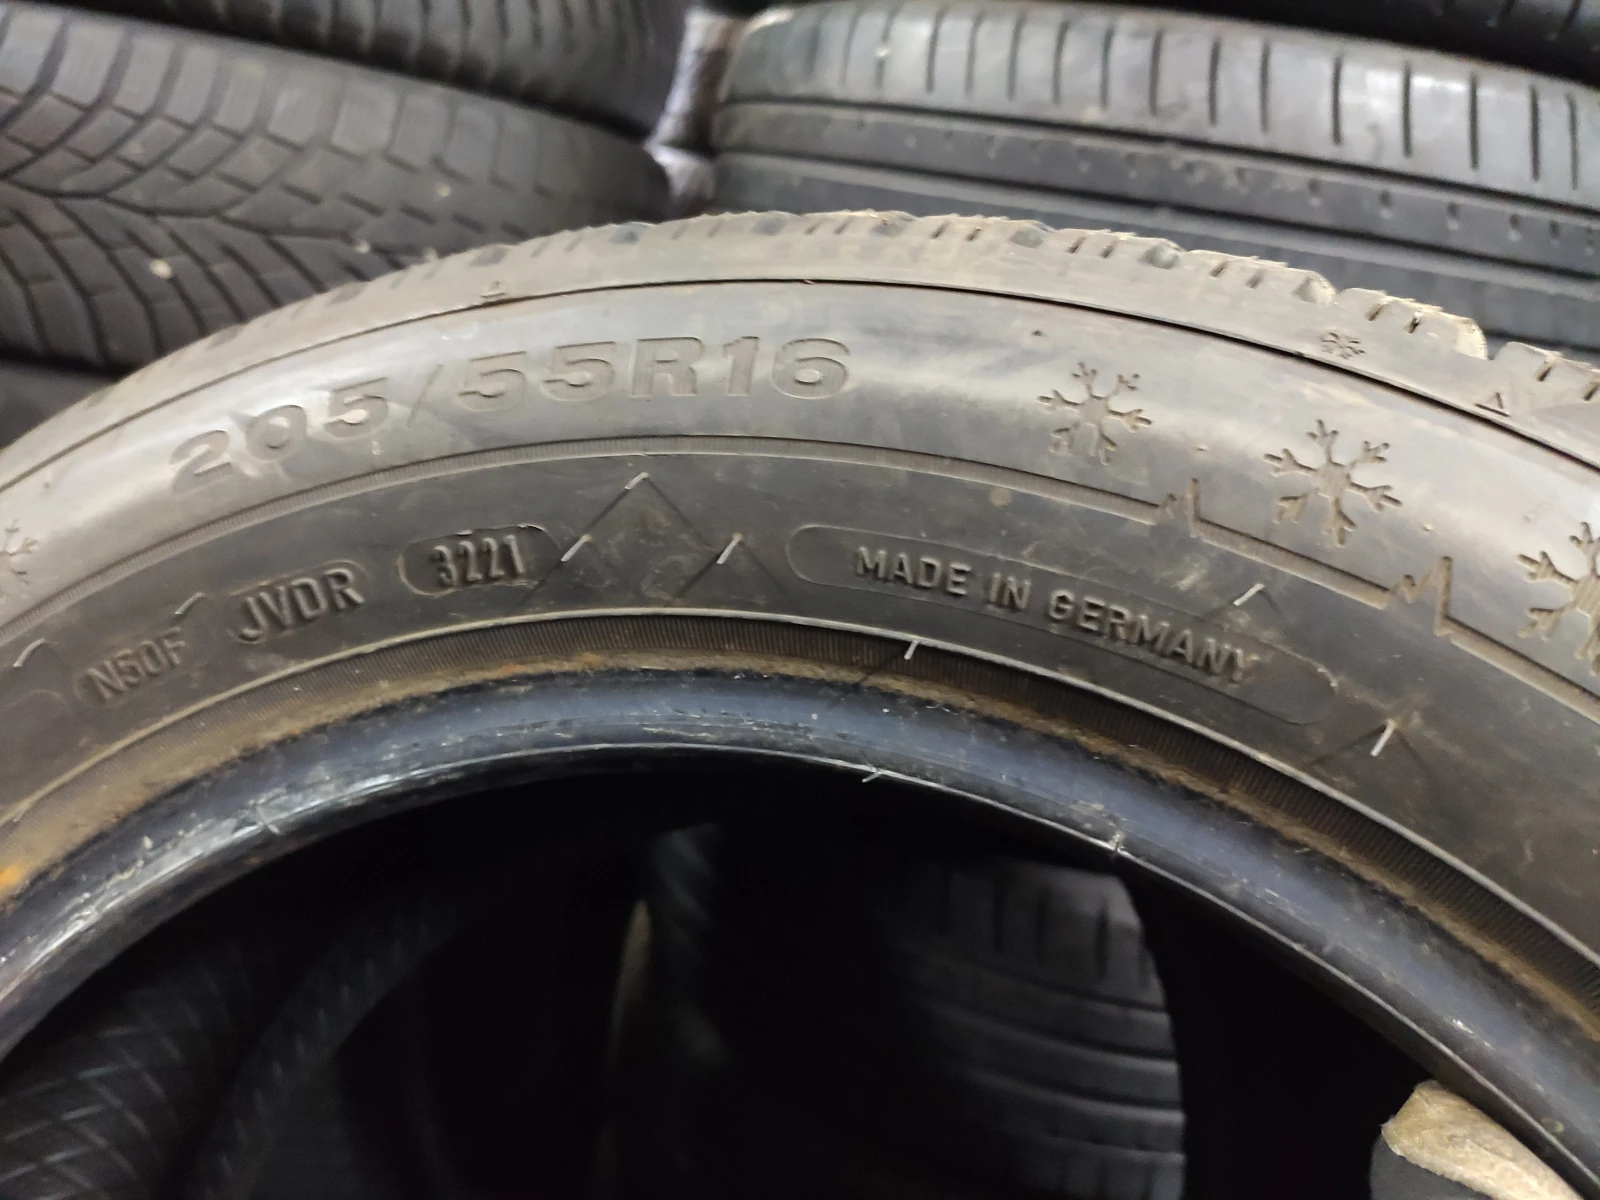 205/55R16
N50F JVDR 3221
MADE IN GERMANY